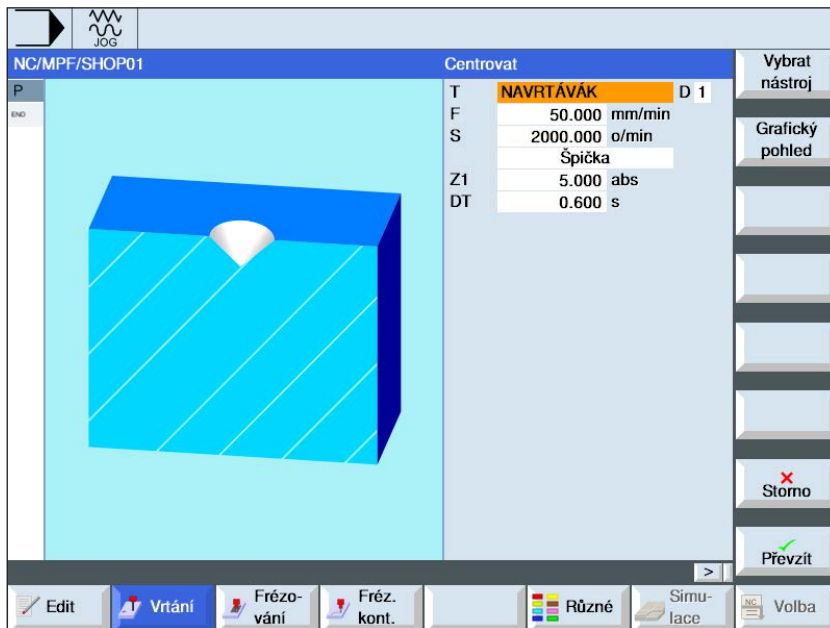 JOG
NC/MPF/SHOP01
Centrovat
P
END
T NAVRTÁVÁK D 1
F 50.000 mm/min
S 2000.000 o/min
Špička
Z1 5.000 abs
DT 0.600 s
Vybrat
nástroj
Grafický
pohled
Storno
Převzít
>
Edit
Vrtání
Frézo-
vání
Fréz.
kont.
Různé
Simu-
lace
NC
Volba